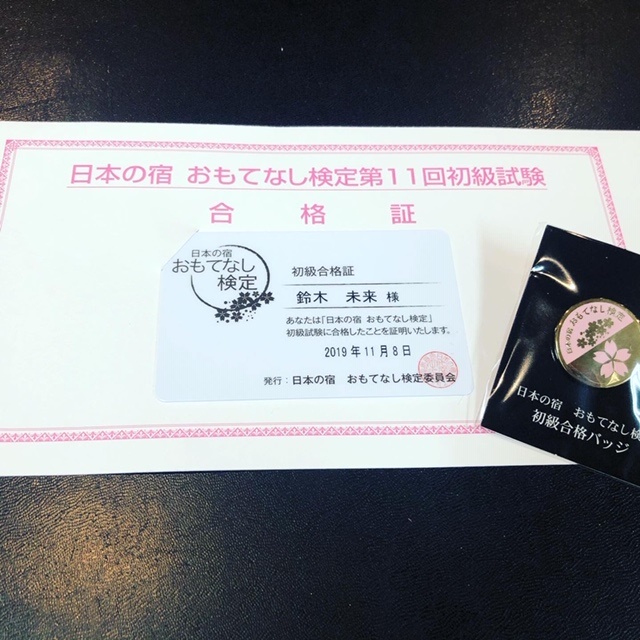 日本の宿 おもてなし検定第11回初級試験
合 格 証
日本の宿
おもてなし
検定
初級合格証
鈴木 未来 様
あなたは「日本の宿 おもてなし検定」
初級試験に合格したことを証明いたします。
2019年11月8日
発行：日本の宿 おもてなし検定委員会
日本の宿 おもてなし検定
日本の宿 おもてなし検
初級合格バッジ